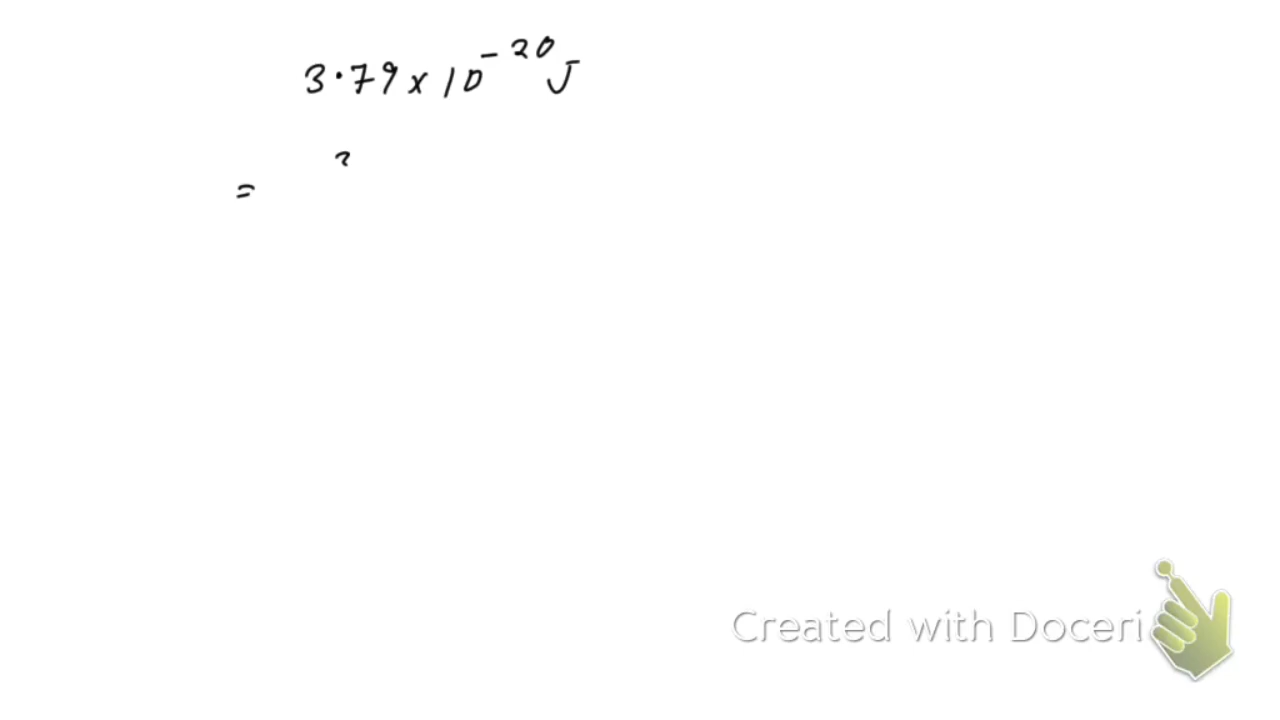 3.79 x 10⁻²⁰ J
=
Created with Doceri